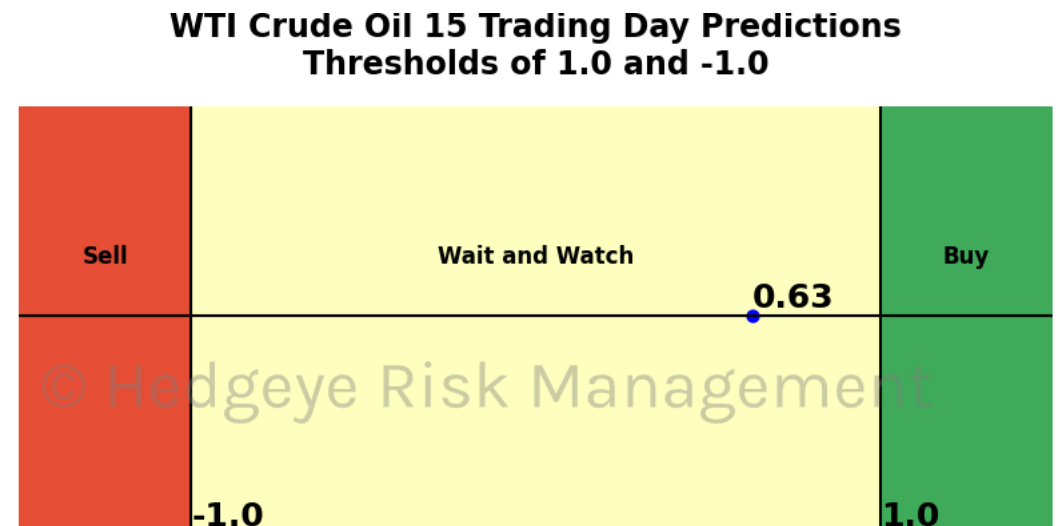 WTI Crude Oil 15 Trading Day Predictions
Thresholds of 1.0 and -1.0
Sell
Wait and Watch
Buy
0.63
© Hedgeye Risk Management
-1.0
1.0